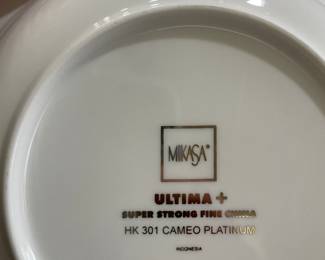 MIKASA®
ULTIMA +
SUPER STRONG FINE CHINA
HK 301 CAMEO PLATINUM
INDONESIA